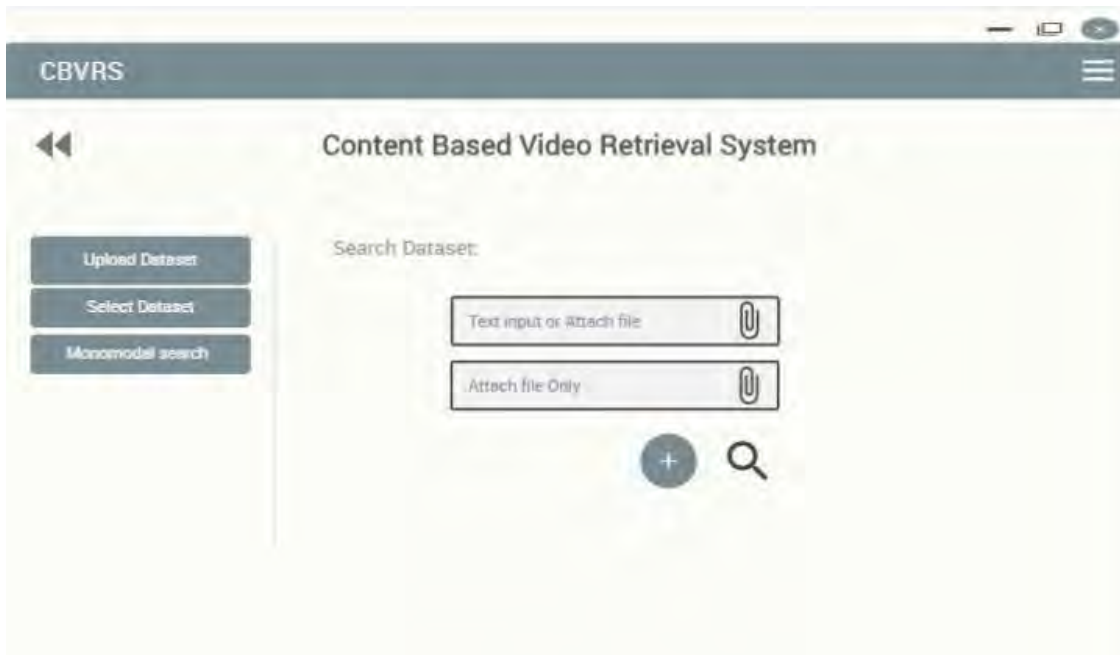 CBVRS
Content Based Video Retrieval System
Upload Dataset
Select Dataset
Monomodal search
Search Dataset:
Text input or Attach file
Attach file Only